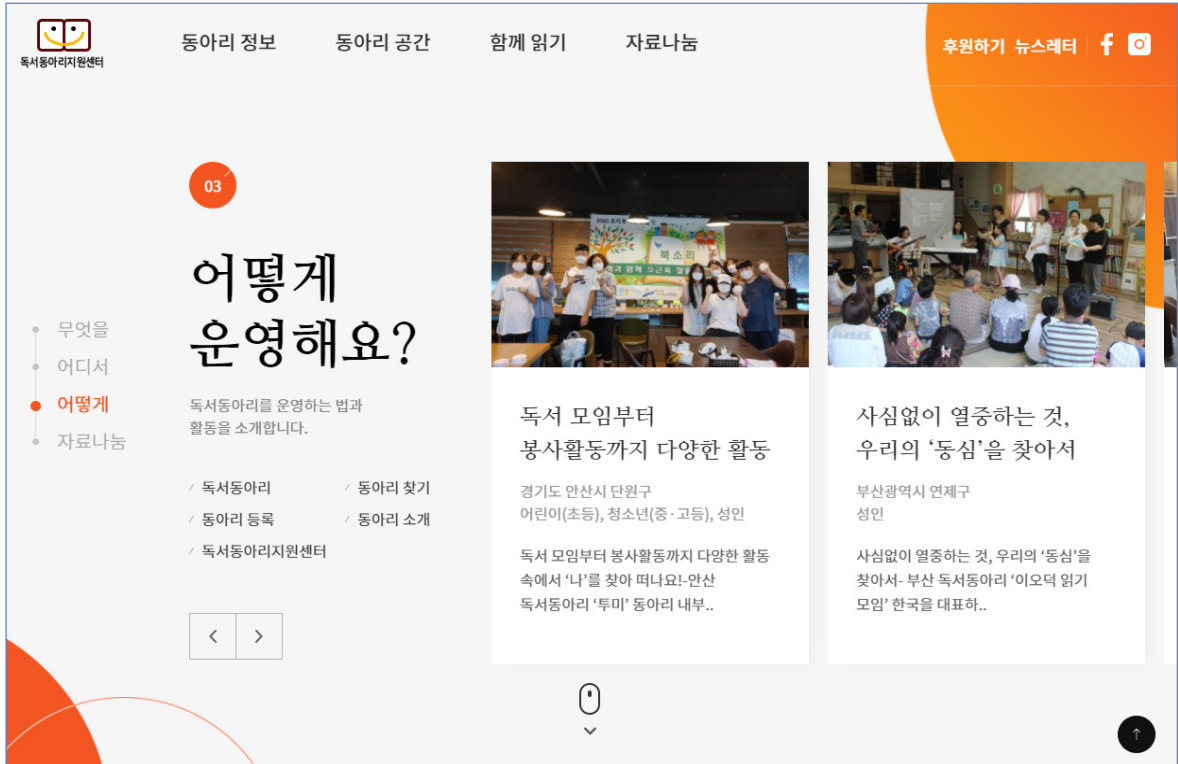 독서동아리지원센터
동아리 정보
동아리 공간
함께 읽기
자료나눔
후원하기
뉴스레터
무엇을
어디서
어떻게
자료나눔
03
어떻게
운영해요?
독서동아리를 운영하는 법과
활동을 소개합니다.
독서동아리
동아리 찾기
동아리 등록
동아리 소개
독서동아리지원센터
북소리
독서 모임부터
봉사활동까지 다양한 활동
경기도 안산시 단원구
어린이(초등), 청소년(중·고등), 성인
독서 모임부터 봉사활동까지 다양한 활동
속에서 ‘나’를 찾아 떠나요!-안산
독서동아리 ‘투미’ 동아리 내부..
사심없이 열중하는 것,
우리의 ‘동심’을 찾아서
부산광역시 연제구
성인
사심없이 열중하는 것, 우리의 ‘동심’을
찾아서- 부산 독서동아리 ‘이오덕 읽기
모임’ 한국을 대표하..